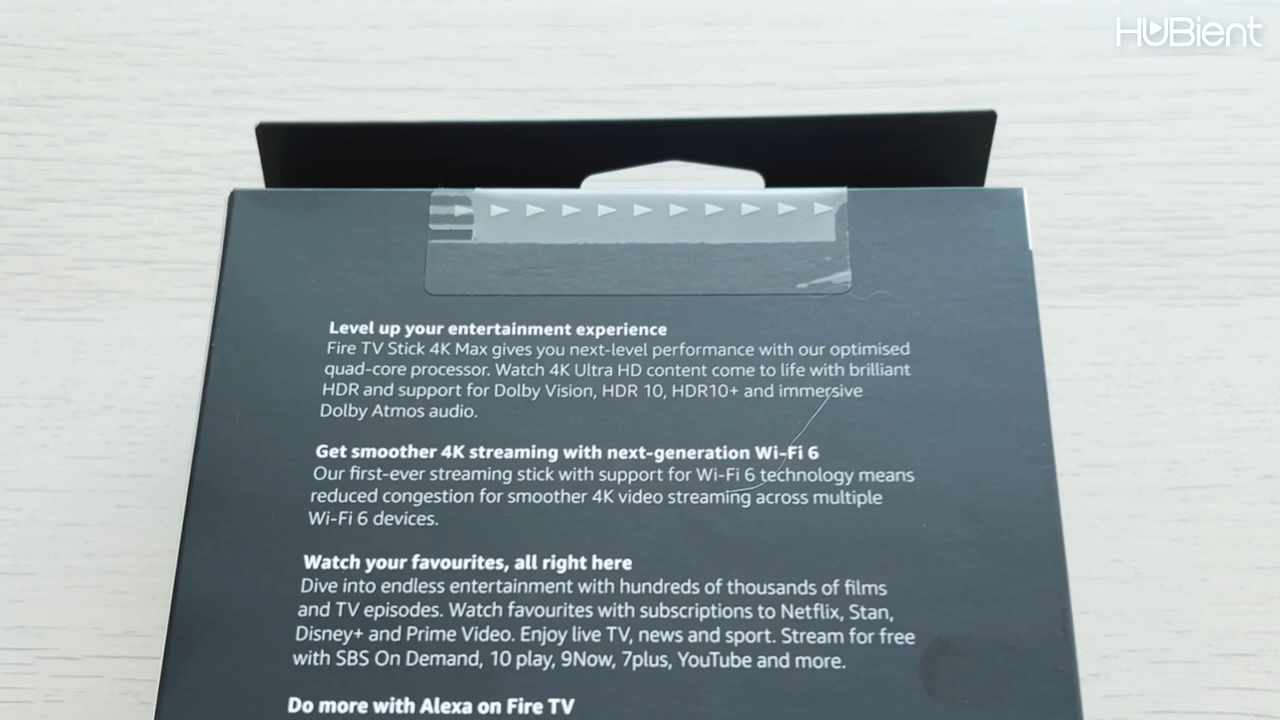 HUBient
Level up your entertainment experience
Fire TV Stick 4K Max gives you next-level performance with our optimised
quad-core processor. Watch 4K Ultra HD content come to life with brilliant
HDR and support for Dolby Vision, HDR 10, HDR10+ and immersive
Dolby Atmos audio.
Get smoother 4K streaming with next-generation Wi-Fi 6
Our first-ever streaming stick with support for Wi-Fi 6 technology means
reduced congestion for smoother 4K video streaming across multiple
Wi-Fi 6 devices.
Watch your favourites, all right here
Dive into endless entertainment with hundreds of thousands of films
and TV episodes. Watch favourites with subscriptions to Netflix, Stan,
Disney+ and Prime Video. Enjoy live TV, news and sport. Stream for free
with SBS On Demand, 10 play, 9Now, 7plus, YouTube and more.
Do more with Alexa on Fire TV